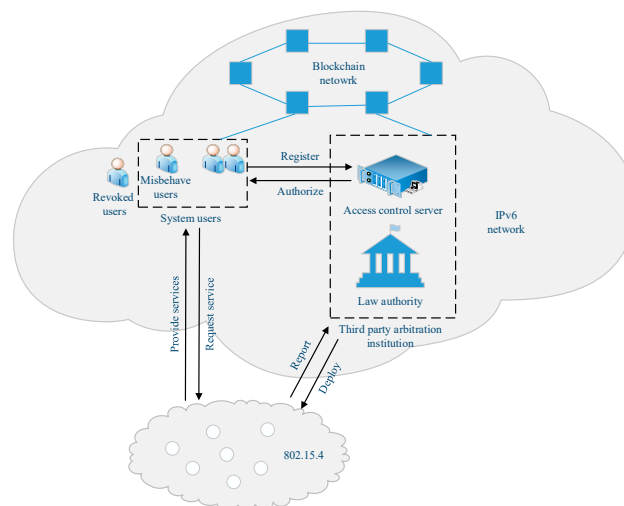 Blockchain
netowrk
Register
Misbehave
users
Revoked
users
Authorize
Access control server
System users
IPv6
network
Law authority
Third party arbitration
institution
Provide services
Request service
Report
Deploy
802.15.4